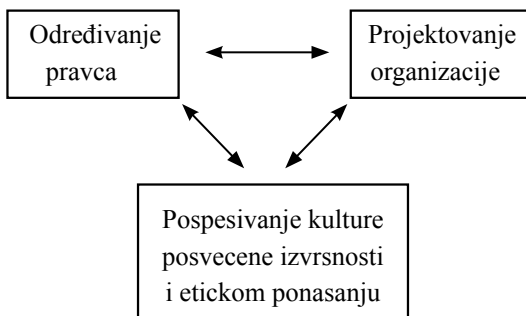 Određivanje
pravca
Projektovanje
organizacije
Pospesivanje kulture
posvecene izvrsnosti
i etickom ponasanju